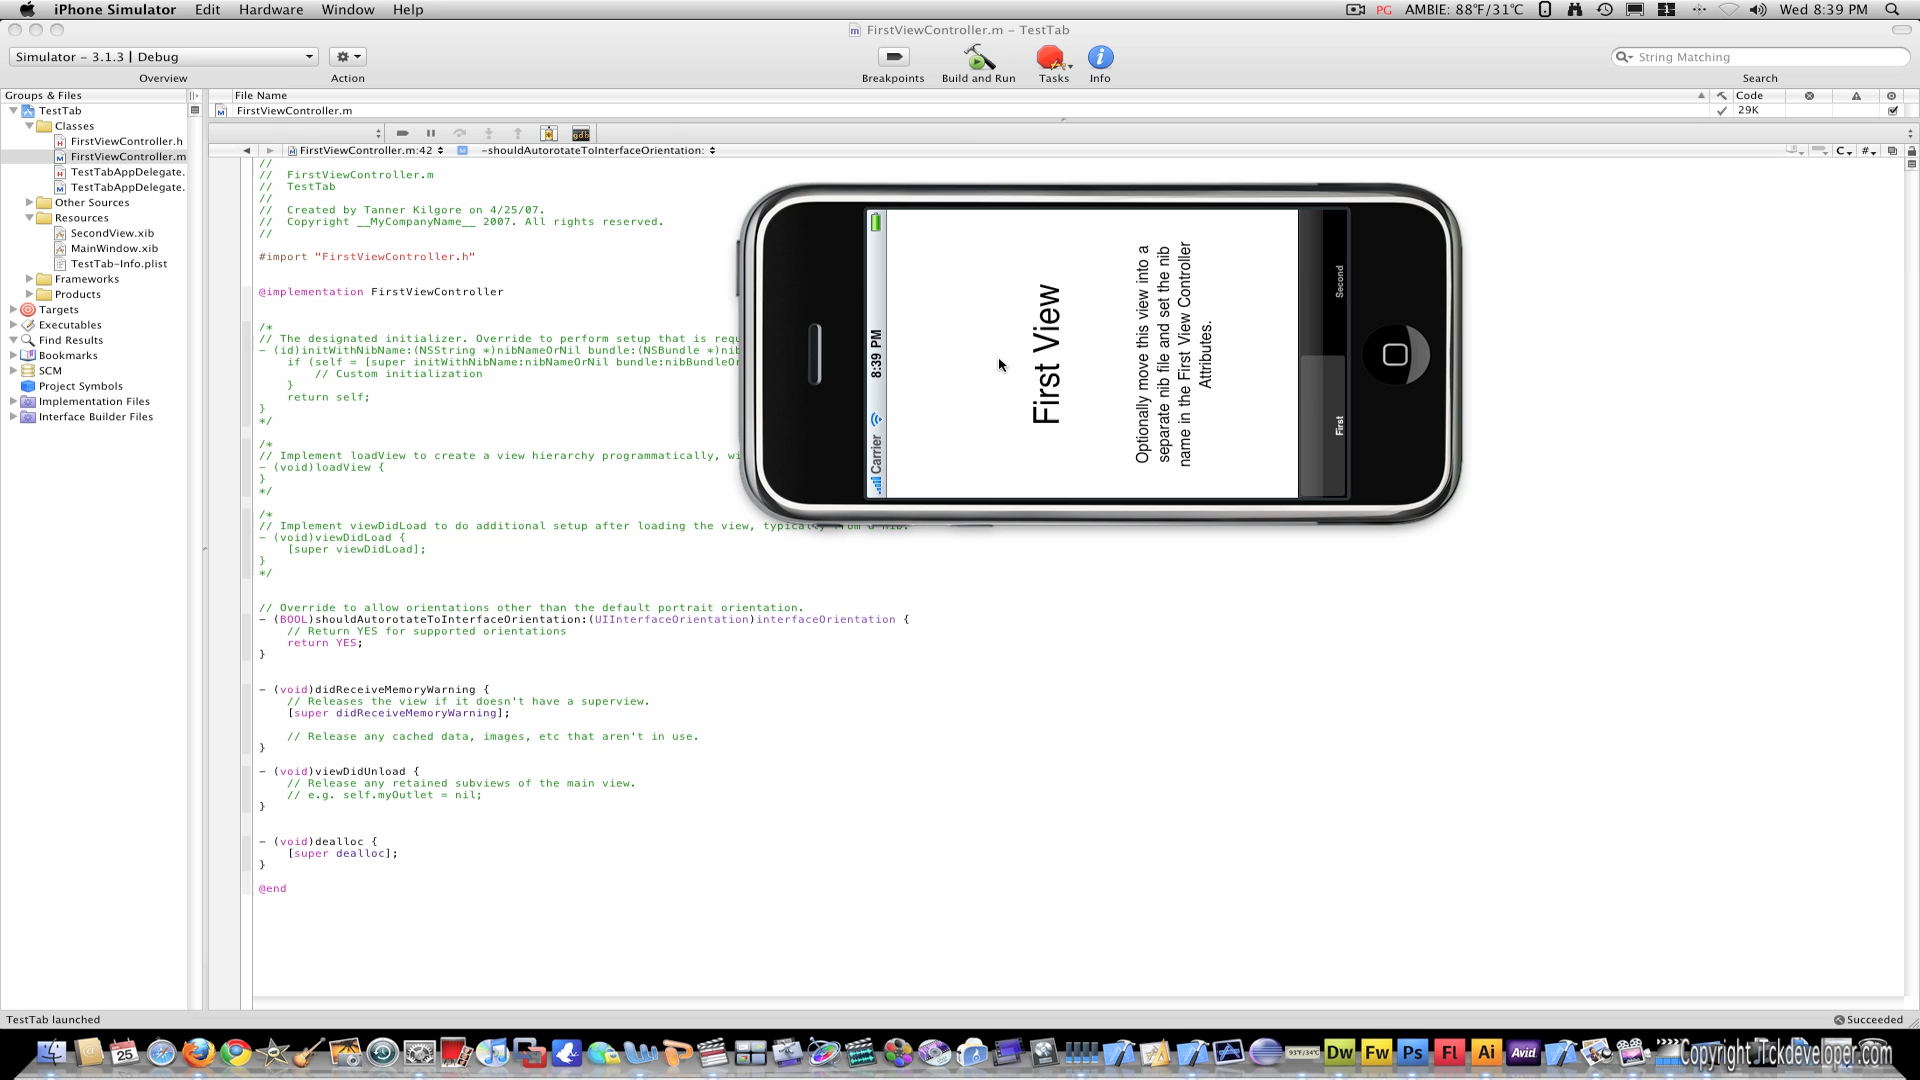 iPhone Simulator Edit Hardware Window Help
PG AMBIE: 88°F/31°C Wed 8:39 PM
FirstViewController.m – TestTab
Simulator – 3.1.3 | Debug
String Matching
Overview Action Breakpoints Build and Run Tasks Info Search
Groups & Files
File Name Code
FirstViewController.m 29K
TestTab
Classes
FirstViewController.h
FirstViewController.m
TestTabAppDelegate.
TestTabAppDelegate.
Other Sources
Resources
SecondView.xib
MainWindow.xib
TestTab-Info.plist
Frameworks
Products
Targets
Executables
Find Results
Bookmarks
SCM
Project Symbols
Implementation Files
Interface Builder Files
gdb
FirstViewController.m:42 -shouldAutorotateToInterfaceOrientation:
C #
//
// FirstViewController.m
// TestTab
//
// Created by Tanner Kilgore on 4/25/07.
// Copyright __MyCompanyName__ 2007. All rights reserved.
//
#import "FirstViewController.h"
@implementation FirstViewController
/*
// The designated initializer. Override to perform setup that is requ
- (id)initWithNibName:(NSString *)nibNameOrNil bundle:(NSBundle *)nib
if (self = [super initWithNibName:nibNameOrNil bundle:nibBundleOr
// Custom initialization
}
return self;
}
*/
/*
// Implement loadView to create a view hierarchy programmatically, wi
- (void)loadView {
}
*/
/*
// Implement viewDidLoad to do additional setup after loading the view, typically from a nib.
- (void)viewDidLoad {
[super viewDidLoad];
}
*/
// Override to allow orientations other than the default portrait orientation.
- (BOOL)shouldAutorotateToInterfaceOrientation:(UIInterfaceOrientation)interfaceOrientation {
// Return YES for supported orientations
return YES;
}
- (void)didReceiveMemoryWarning {
// Releases the view if it doesn't have a superview.
[super didReceiveMemoryWarning];
// Release any cached data, images, etc that aren't in use.
}
- (void)viewDidUnload {
// Release any retained subviews of the main view.
// e.g. self.myOutlet = nil;
}
- (void)dealloc {
[super dealloc];
}
@end
Carrier 8:39 PM
First View
Optionally move this view into a
separate nib file and set the nib
name in the First View Controller
Attributes.
First Second
TestTab launched
Succeeded
25 93°F/34°C Dw Fw Ps Fl Ai Avid
Copyright JTckdeveloper.com